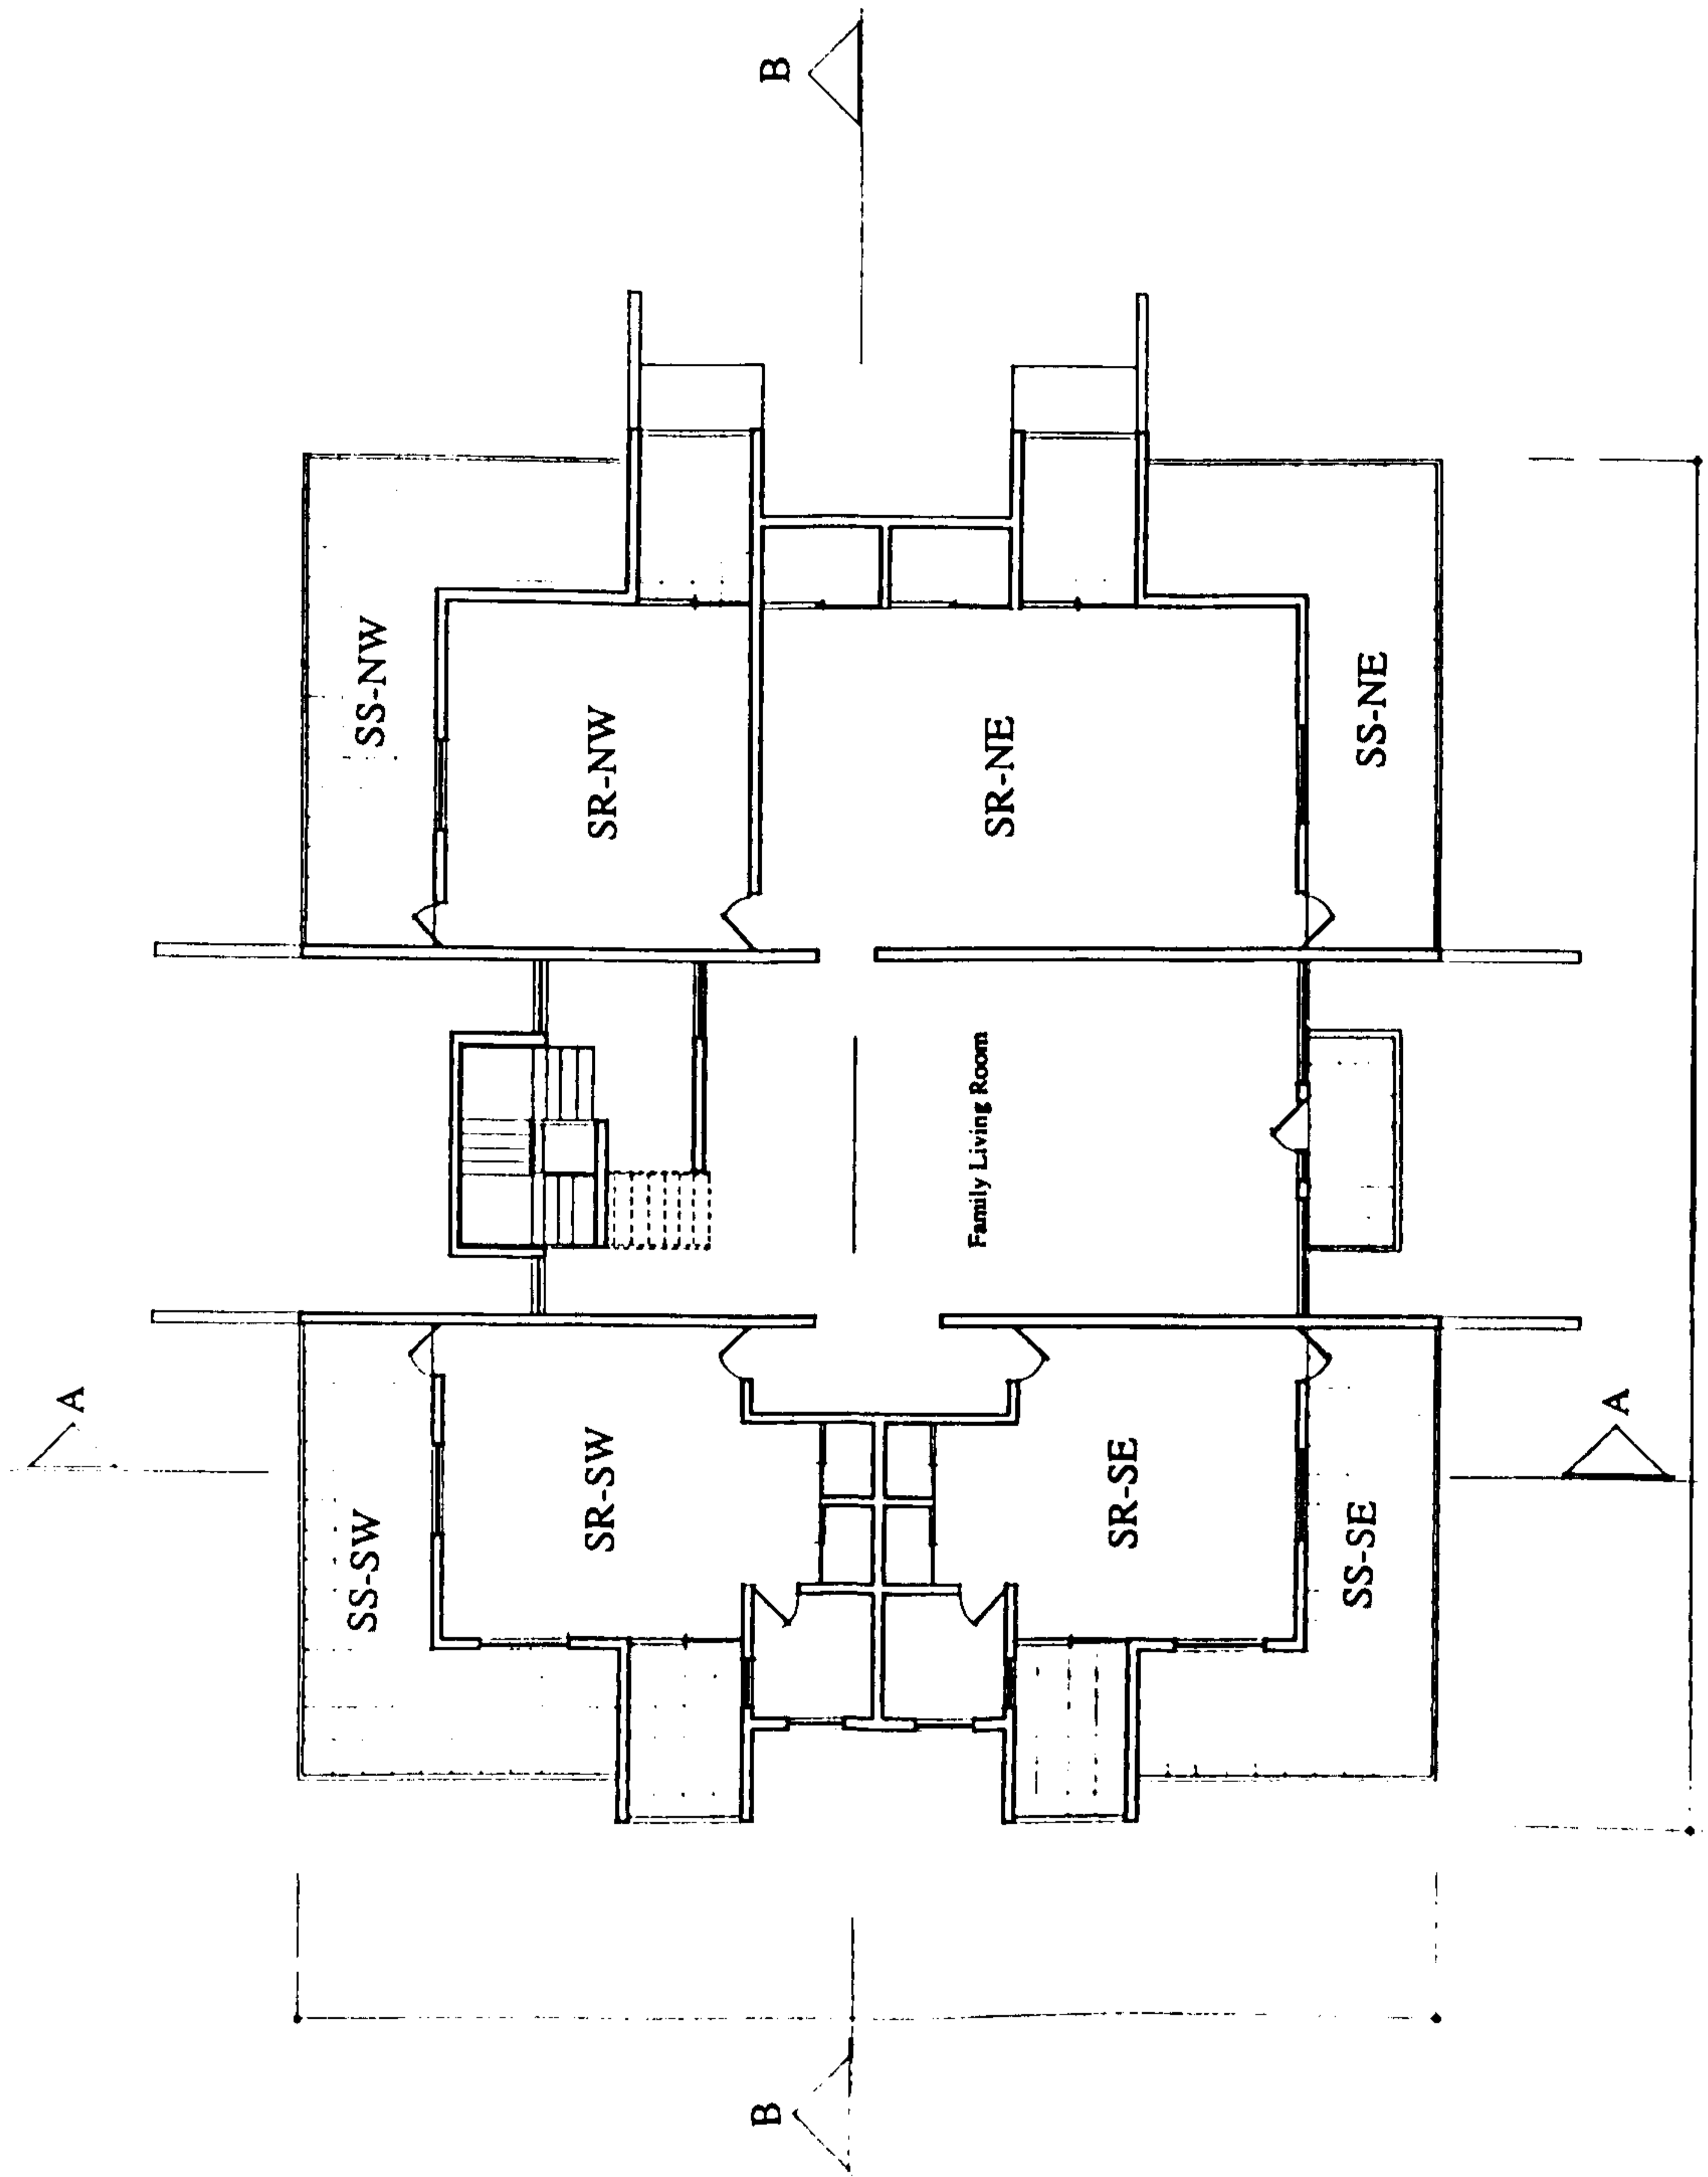 A
A
SS-SW
SR-SW
SR-SE
SS-SE
B
Family Living Room
B
SS-NW
SR-NW
SR-NE
SS-NE